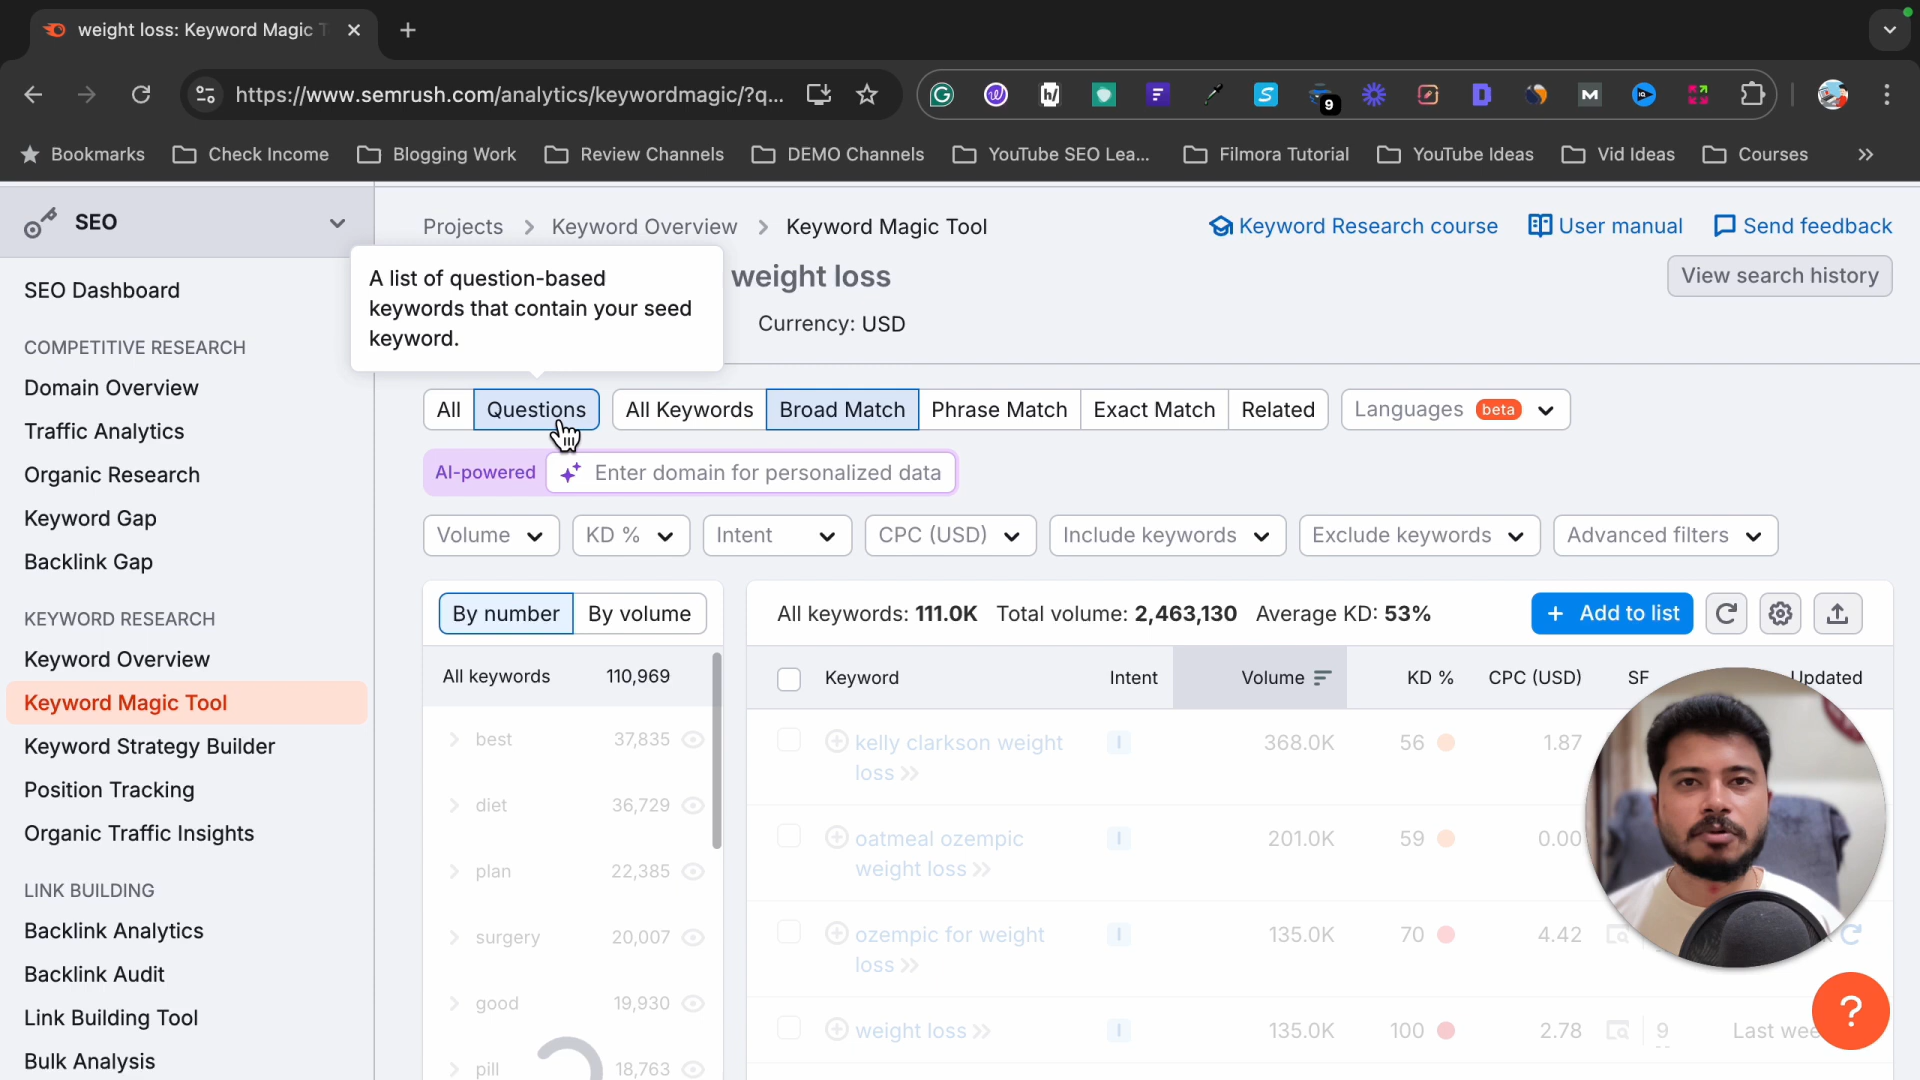 weight loss: Keyword Magic T
https://www.semrush.com/analytics/keywordmagic/?q...
9
Bookmarks
Check Income
Blogging Work
Review Channels
DEMO Channels
YouTube SEO Lea...
Filmora Tutorial
YouTube Ideas
Vid Ideas
Courses
SEO
SEO Dashboard
COMPETITIVE RESEARCH
Domain Overview
Traffic Analytics
Organic Research
Keyword Gap
Backlink Gap
KEYWORD RESEARCH
Keyword Overview
Keyword Magic Tool
Keyword Strategy Builder
Position Tracking
Organic Traffic Insights
LINK BUILDING
Backlink Analytics
Backlink Audit
Link Building Tool
Bulk Analysis
Projects > Keyword Overview > Keyword Magic Tool
Keyword Research course
User manual
Send feedback
A list of question-based
keywords that contain your seed
keyword.
weight loss
View search history
Currency: USD
All Questions
All Keywords Broad Match Phrase Match Exact Match Related
Languages beta
AI-powered Enter domain for personalized data
Volume
KD %
Intent
CPC (USD)
Include keywords
Exclude keywords
Advanced filters
By number By volume
All keywords 110,969
best 37,835
diet 36,729
plan 22,385
surgery 20,007
good 19,930
pill 18,763
All keywords: 111.0K Total volume: 2,463,130 Average KD: 53%
+ Add to list
Keyword Intent Volume KD % CPC (USD) SF Updated
kelly clarkson weight I 368.0K 56 1.87
loss
oatmeal ozempic I 201.0K 59 0.00
weight loss
ozempic for weight I 135.0K 70 4.42
loss
weight loss I 135.0K 100 2.78 9 Last wee
?